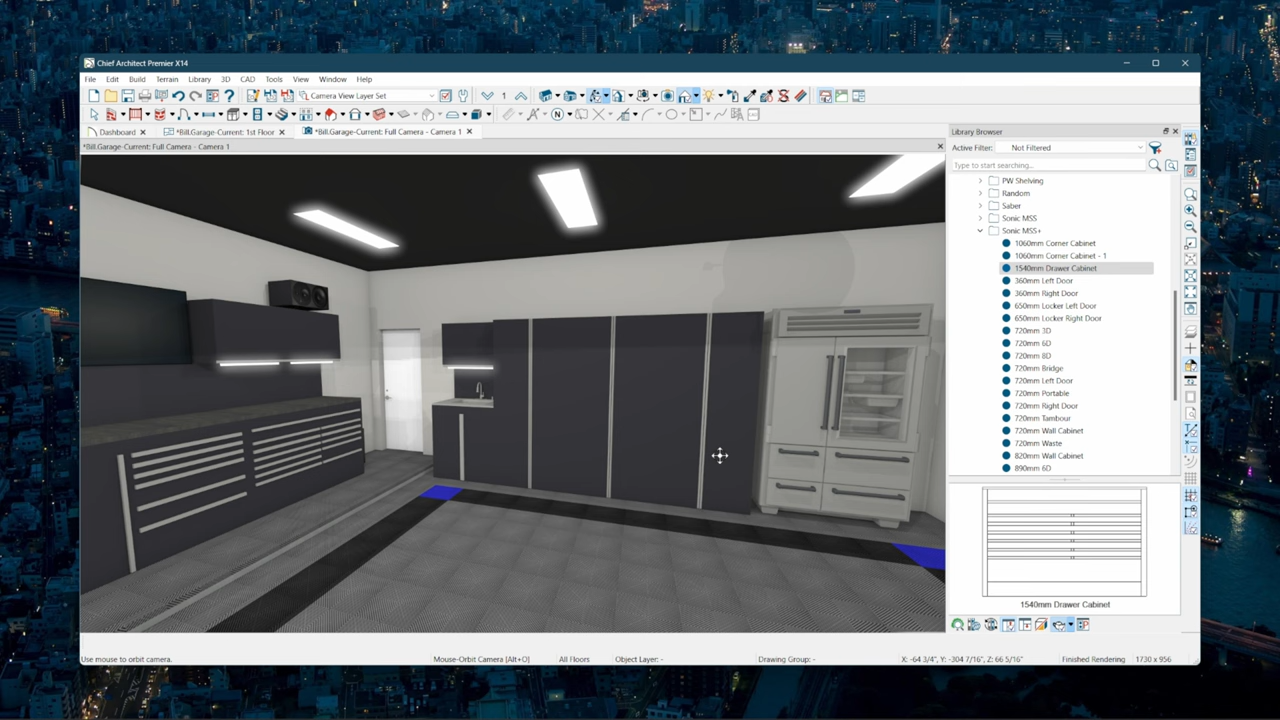 Chief Architect Premier X14
File Edit Build Terrain Library 3D CAD Tools View Window Help
Camera View Layer Set 1
Dashboard *Bill.Garage-Current: 1st Floor *Bill.Garage-Current: Full Camera - Camera 1
*Bill.Garage-Current: Full Camera - Camera 1
Library Browser
Active Filter: Not Filtered
Type to start searching...
PW Shelving
Random
Saber
Sonic MSS
Sonic MSS+
1060mm Corner Cabinet
1060mm Corner Cabinet - 1
1540mm Drawer Cabinet
360mm Left Door
360mm Right Door
650mm Locker Left Door
650mm Locker Right Door
720mm 3D
720mm 6D
720mm 8D
720mm Bridge
720mm Left Door
720mm Portable
720mm Right Door
720mm Tambour
720mm Wall Cabinet
720mm Waste
820mm Wall Cabinet
890mm 6D
1540mm Drawer Cabinet
Use mouse to orbit camera. Mouse-Orbit Camera [Alt+O] All Floors Object Layer: - Drawing Group: - X: -64 3/4", Y: -304 7/16", Z: 66 5/16" Finished Rendering 1730 x 956